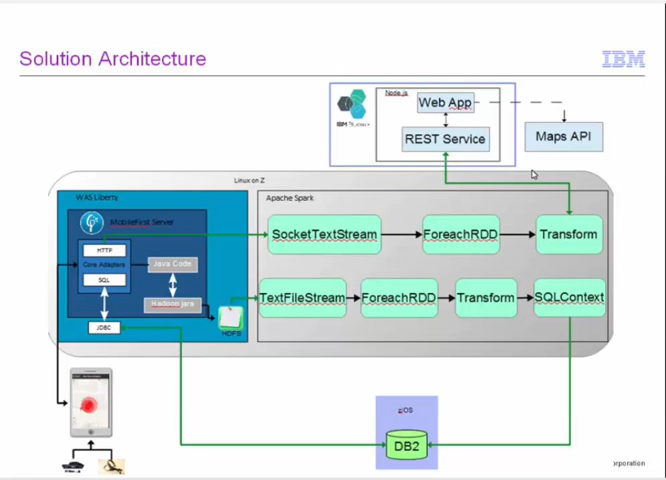 Solution Architecture
IBM
Node.js
Web App
REST Service
Maps API
Linux on Z
WAS Liberty
MobileFirst Server
HTTP
Core Adapters
SQL
Java Code
Hadoop jars
JDBC
HDFS
Apache Spark
SocketTextStream
ForeachRDD
Transform
TextFileStream
ForeachRDD
Transform
SQLContext
z/OS
DB2
rporation